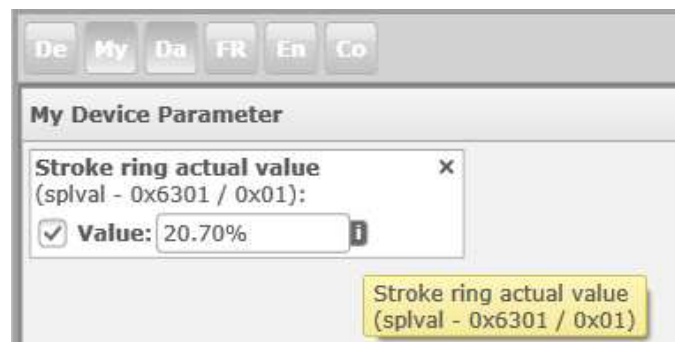 De My Da FR En Co
My Device Parameter
Stroke ring actual value ×
(splval - 0x6301 / 0x01):
Value: 20.70% i
Stroke ring actual value
(splval - 0x6301 / 0x01)